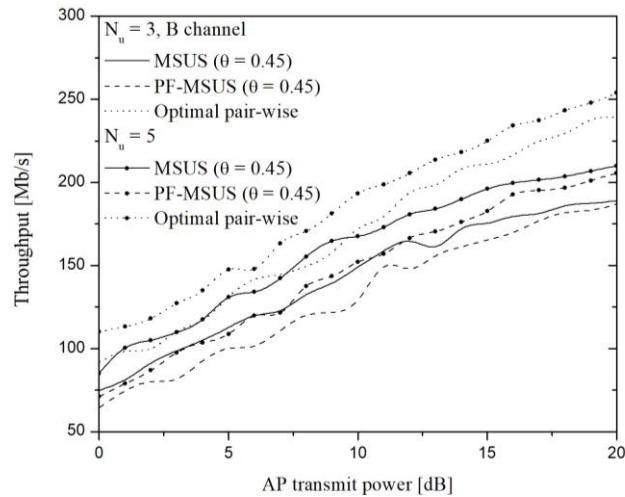 300
250
200
150
100
50
Throughput [Mb/s]
N_u = 3, B channel
MSUS (θ = 0.45)
PF-MSUS (θ = 0.45)
Optimal pair-wise
N_u = 5
MSUS (θ = 0.45)
PF-MSUS (θ = 0.45)
Optimal pair-wise
0 5 10 15 20
AP transmit power [dB]